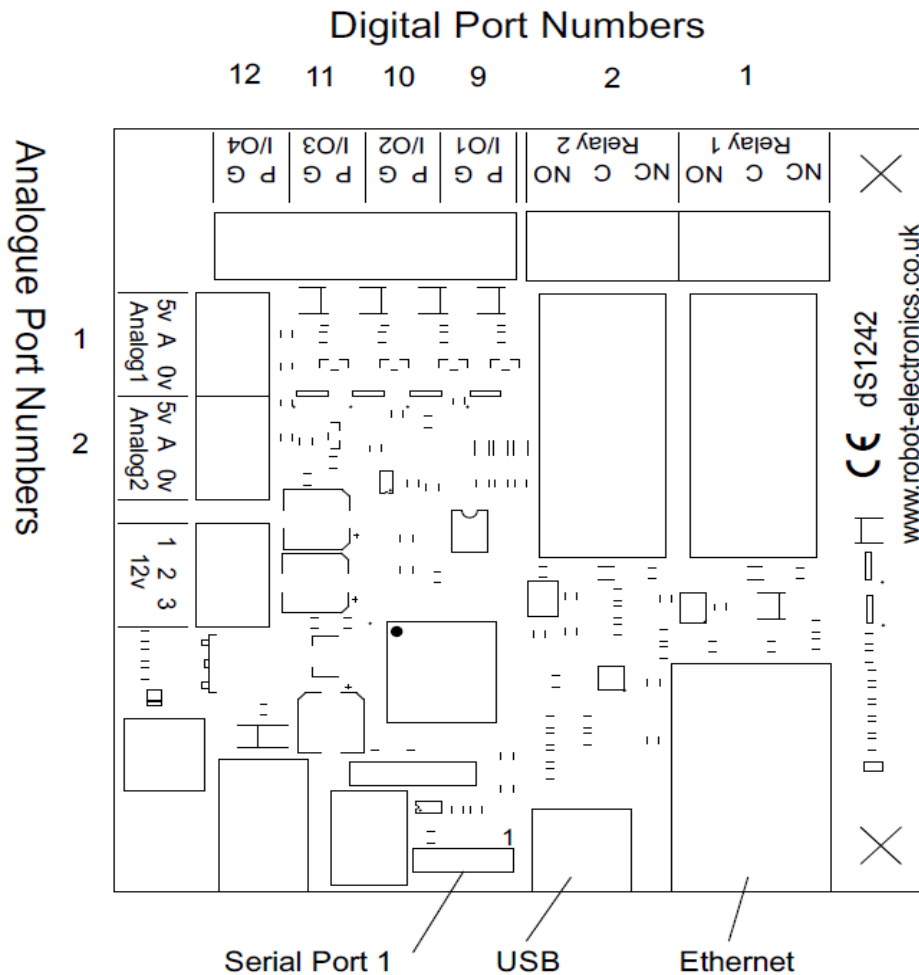 Digital Port Numbers
12 11 10 9 2 1
I/O4 I/O3 I/O2 I/O1 Relay 2 Relay 1
G P G P G P G P NO C NC NO C NC
Analogue Port Numbers
1
2
5v A 0v
Analog1
5v A 0v
Analog2
1 2 3
12v
CE dS1242
www.robot-electronics.co.uk
1
Serial Port 1 USB Ethernet